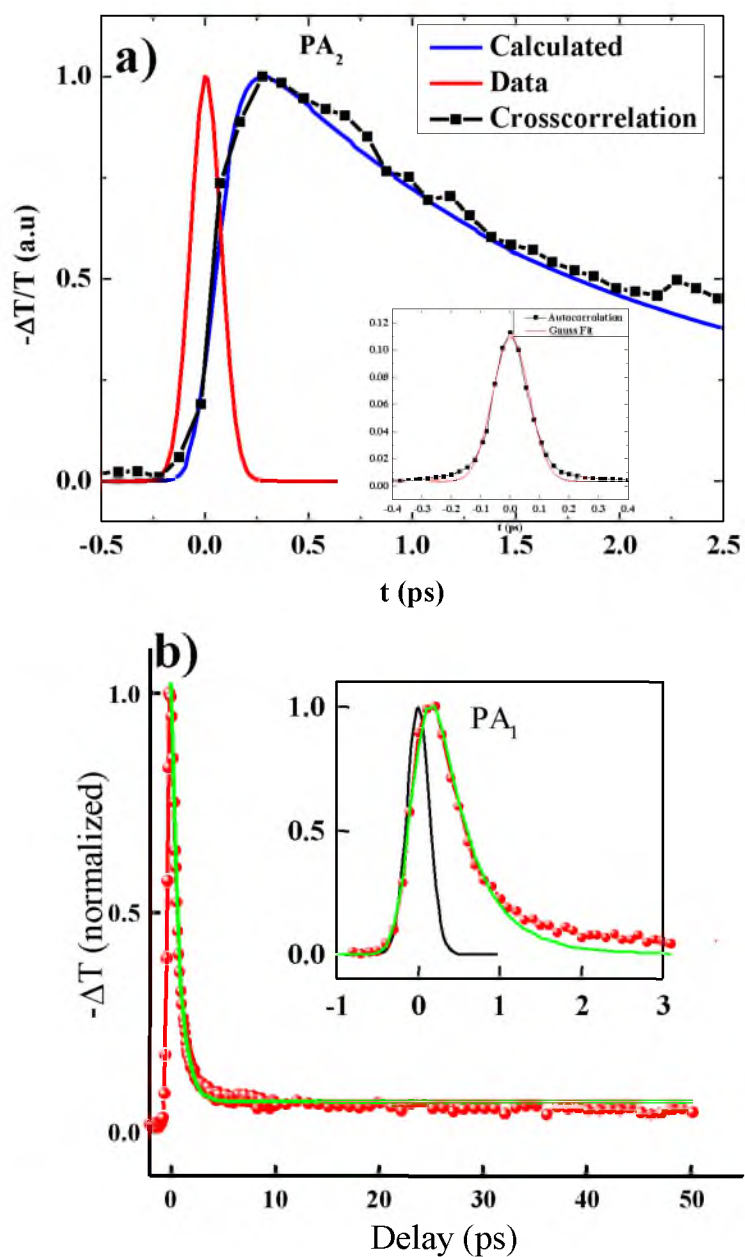 a)
PA2
Calculated
Data
Crosscorrelation
1.0
0.5
0.0
-ΔT/T (a.u)
-0.5 0.0 0.5 1.0 1.5 2.0 2.5
t (ps)
Autocorrelation
Gauss Fit
0.12
0.10
0.08
0.06
0.04
0.02
0.00
-0.4 -0.3 -0.2 -0.1 0.0 0.1 0.2 0.3 0.4
t (ps)
b)
1.0
0.5
0.0
-ΔT (normalized)
PA1
1.0
0.5
0.0
-1 0 1 2 3
0 10 20 30 40 50
Delay (ps)